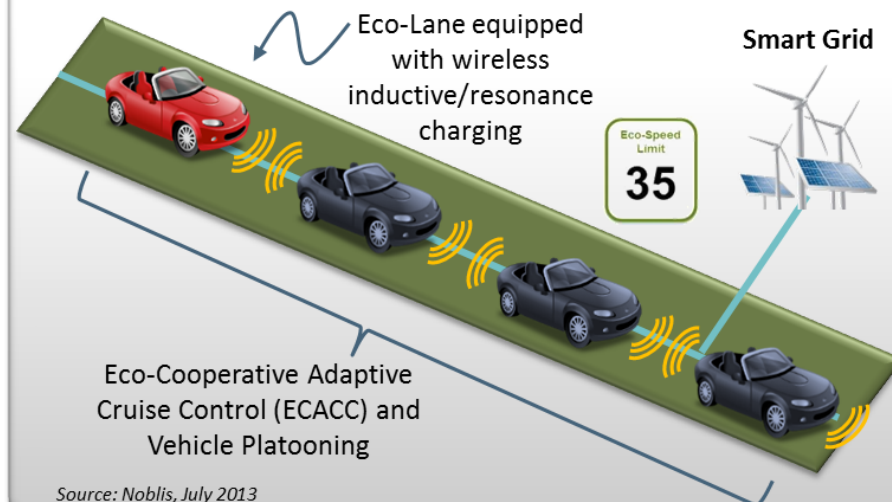 Eco-Lane equipped
with wireless
inductive/resonance
charging
Smart Grid
Eco-Speed
Limit
35
Eco-Cooperative Adaptive
Cruise Control (ECACC) and
Vehicle Platooning
Source: Noblis, July 2013